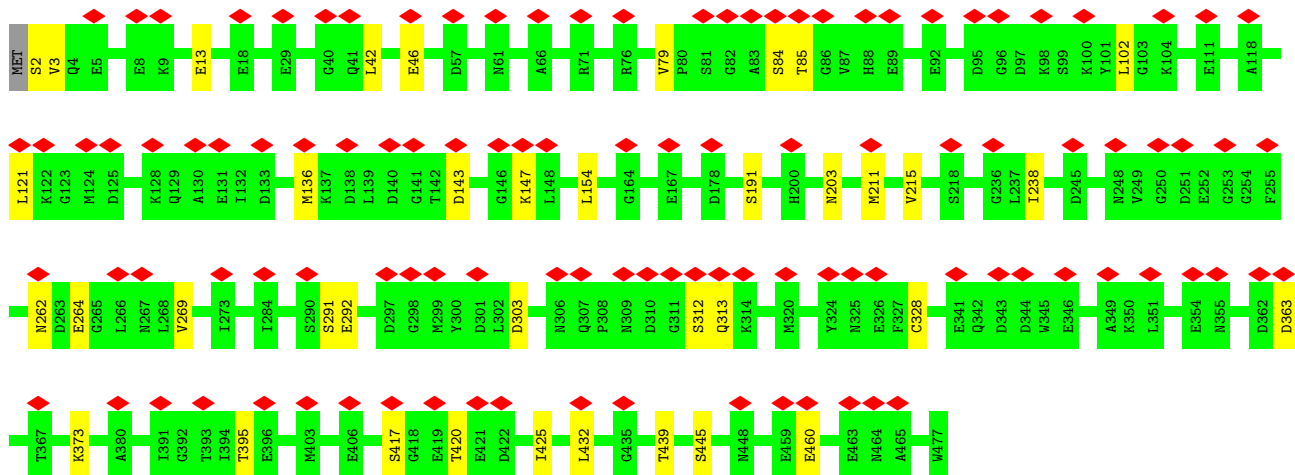 MET S2 V3 Q4 E5 E8 K9 E13 E18 E29 G40 Q41 L42 E46 D57 N61 A66 R71 R76 V79 P80 S81 G82 A83 S84 T85 G86 V87 H88 E89 E92 D95 G96 D97 K98 S99 K100 Y101 L102 G103 K104 E111 A118
L121 K122 G123 M124 D125 K128 Q129 A130 E131 I132 D133 M136 K137 D138 L139 D140 G141 T142 D143 G146 K147 L148 L154 G164 E167 D178 S191 H200 N203 M211 V215 S218 G236 L237 I238 D245 N248 V249 G250 D251 E252 G253 G254 F255
N262 D263 E264 G265 L266 N267 L268 V269 I273 I284 S290 S291 E292 D297 G298 M299 Y300 D301 L302 D303 N306 Q307 P308 N309 D310 G311 S312 Q313 K314 M320 Y324 N325 E326 F327 C328 E341 Q342 D343 D344 W345 E346 A349 K350 L351 E354 N355 D362 D363
T367 K373 A380 I391 G392 T393 I394 T395 E396 M403 E406 S417 G418 E419 T420 E421 D422 I425 L432 G435 T439 S445 N448 E459 E460 E463 N464 A465 W477